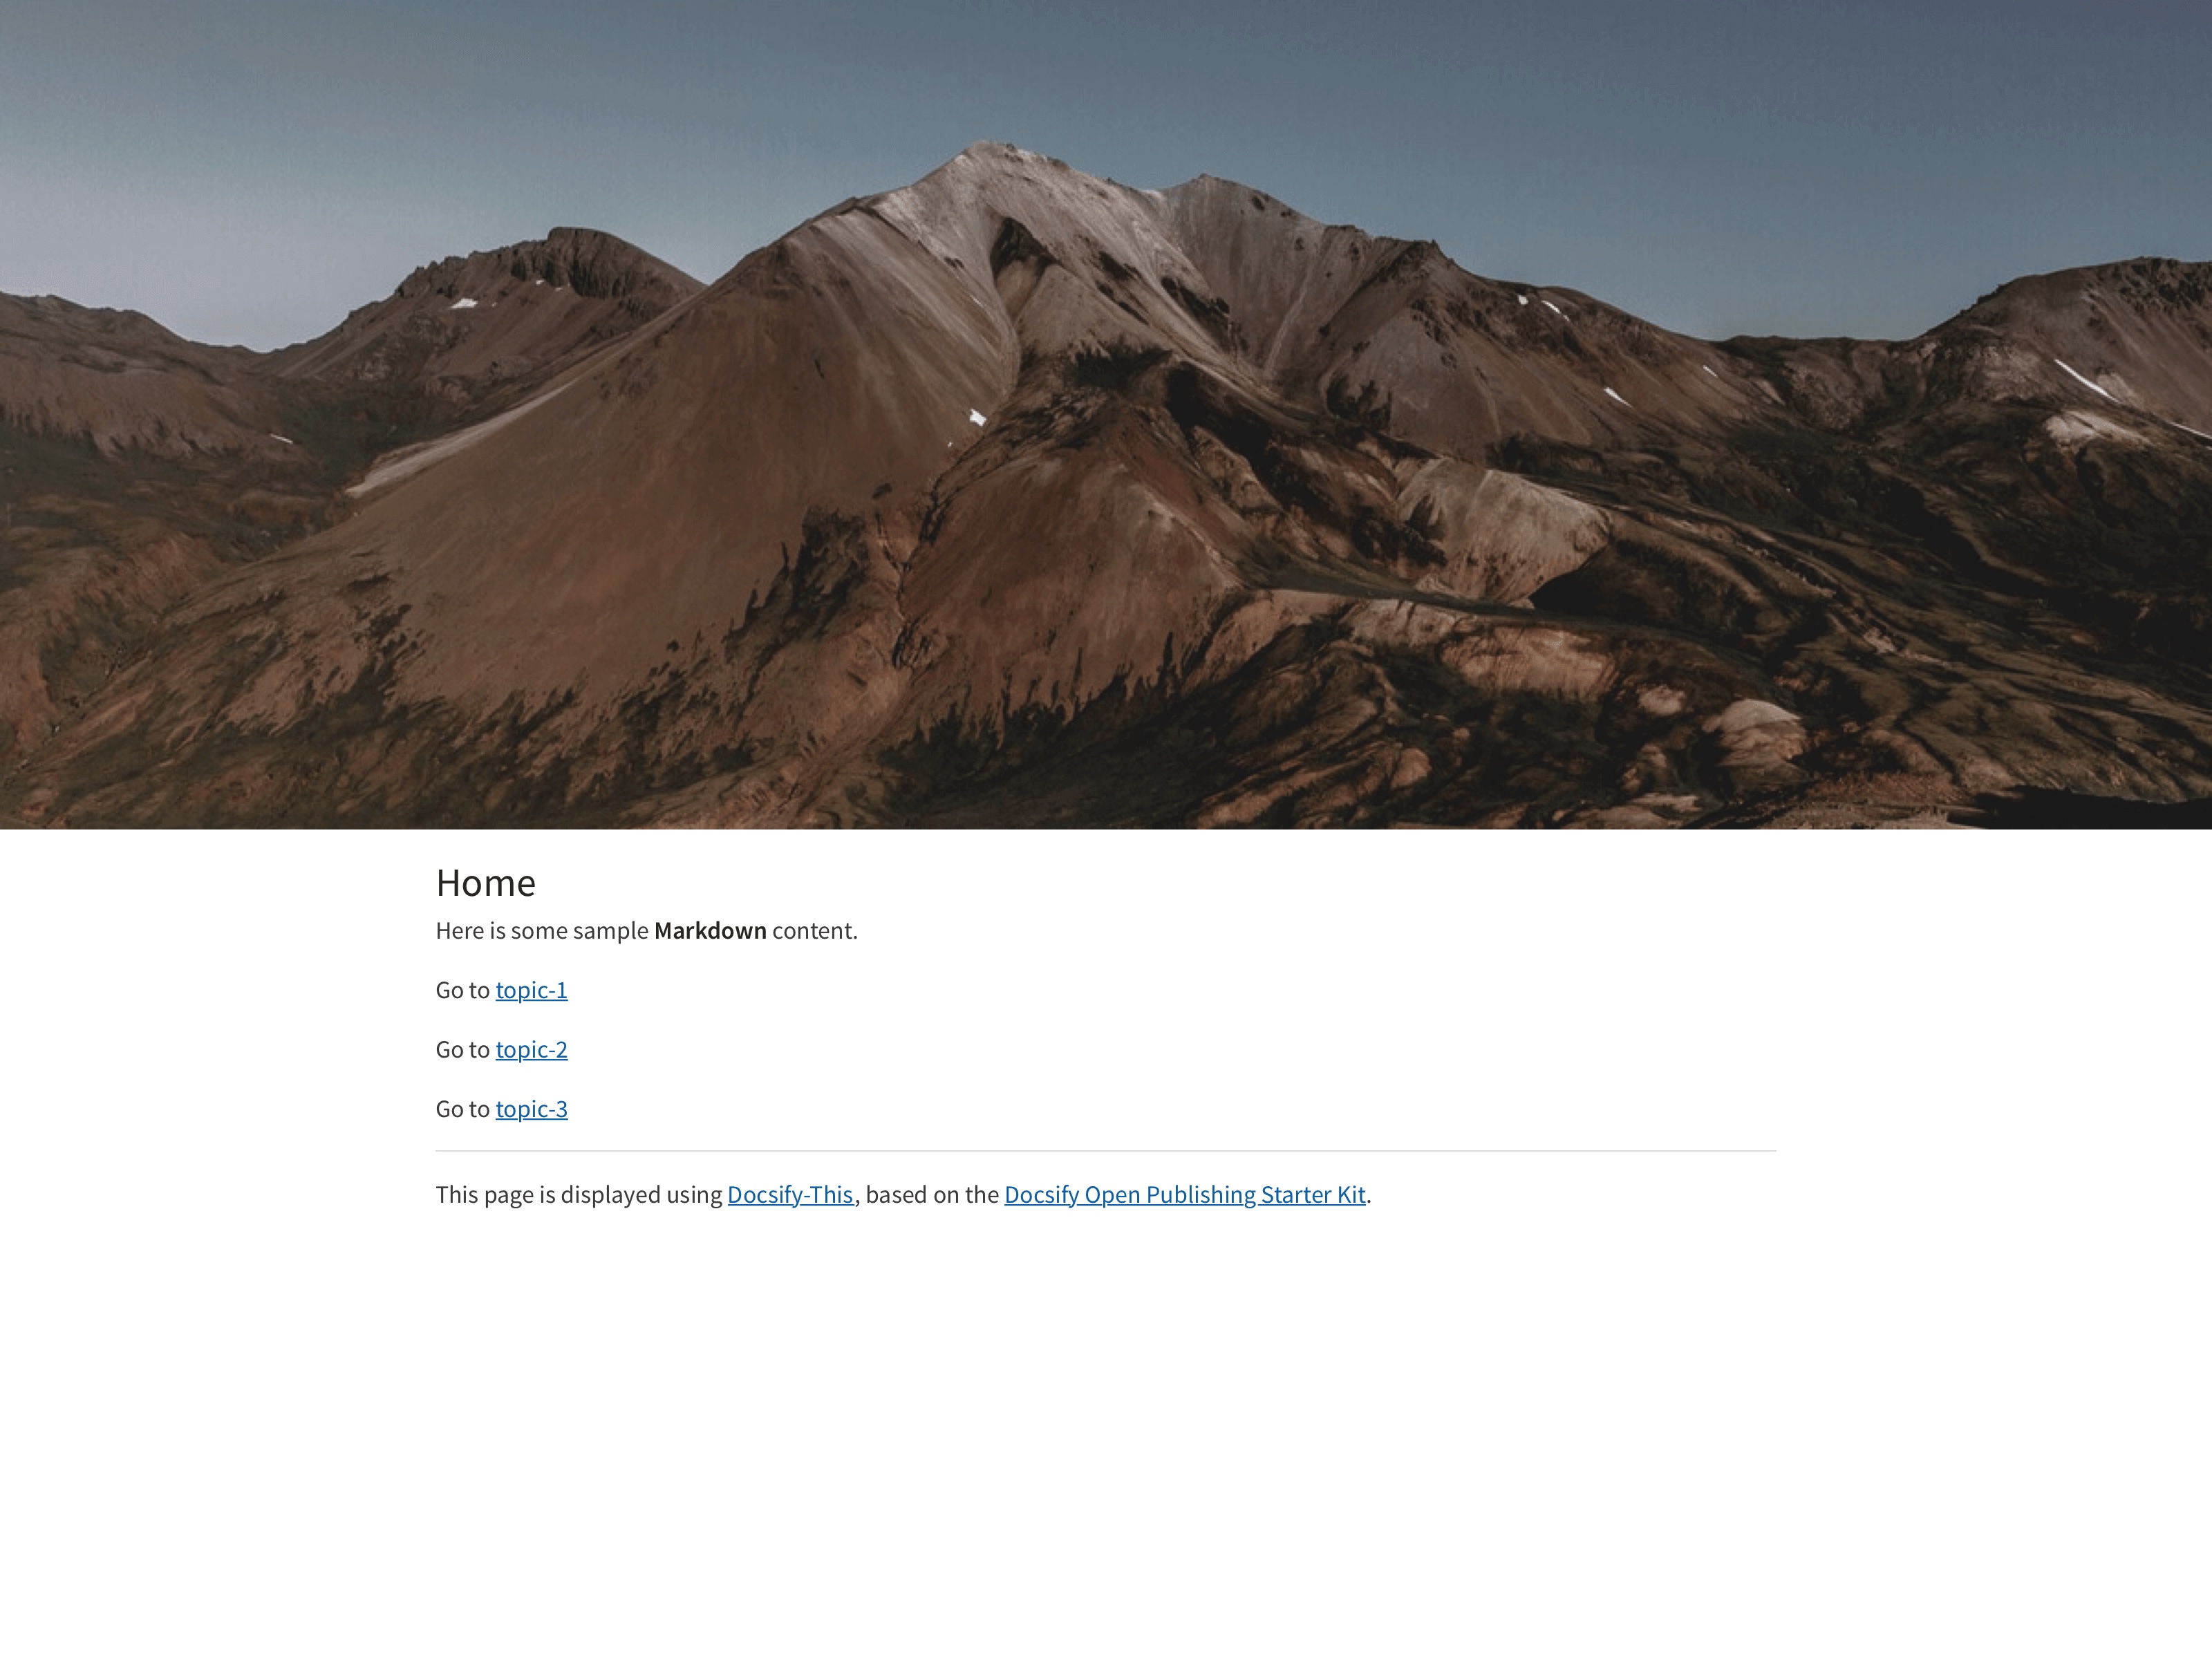 Home
Here is some sample Markdown content.
Go to topic-1
Go to topic-2
Go to topic-3
This page is displayed using Docsify-This, based on the Docsify Open Publishing Starter Kit.